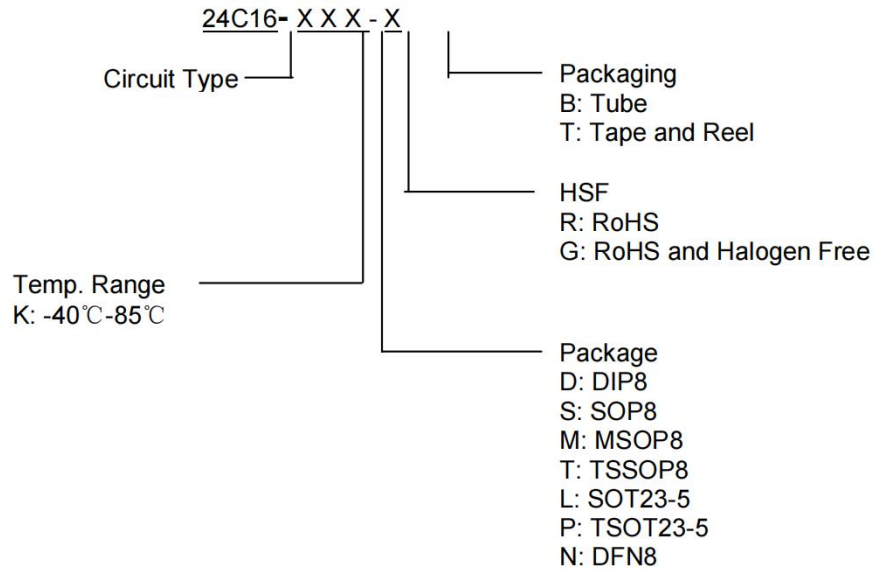 24C16- X X X - X
Circuit Type
Packaging
B: Tube
T: Tape and Reel
HSF
R: RoHS
G: RoHS and Halogen Free
Temp. Range
K: -40℃-85℃
Package
D: DIP8
S: SOP8
M: MSOP8
T: TSSOP8
L: SOT23-5
P: TSOT23-5
N: DFN8